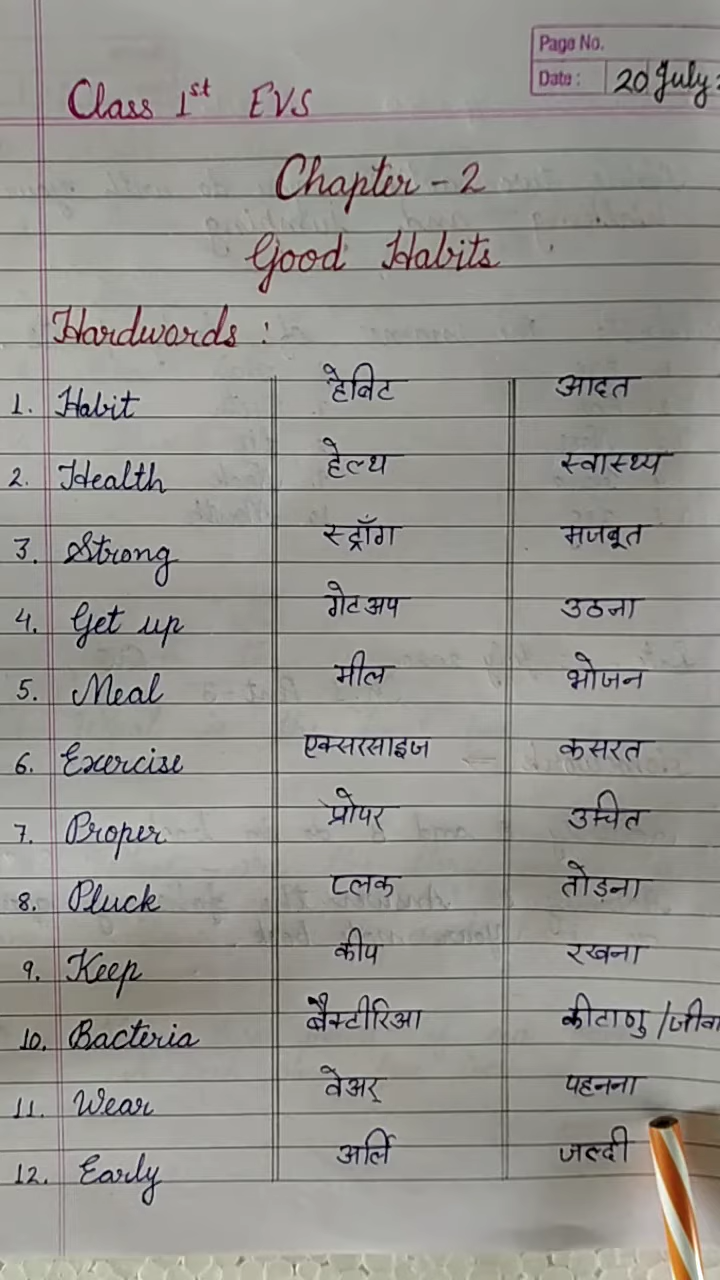 Page No.
Date: 20 July
Class 1st EVS
Chapter - 2
Good Habits
Hardwords :
1. Habit हेबिट आदत
2. Health हेल्थ स्वास्थ्य
3. Strong स्ट्रॉंग मजबूत
4. Get up गेटअप उठना
5. Meal मील भोजन
6. Exercise एक्सरसाइज कसरत
7. Proper प्रोपर् उचित
8. Pluck प्लक तोड़ना
9. Keep कीप रखना
10. Bacteria बैक्टीरिआ कीटाणु /जीवा
11. Wear वेअर् पहनना
12. Early अर्लि जल्दी